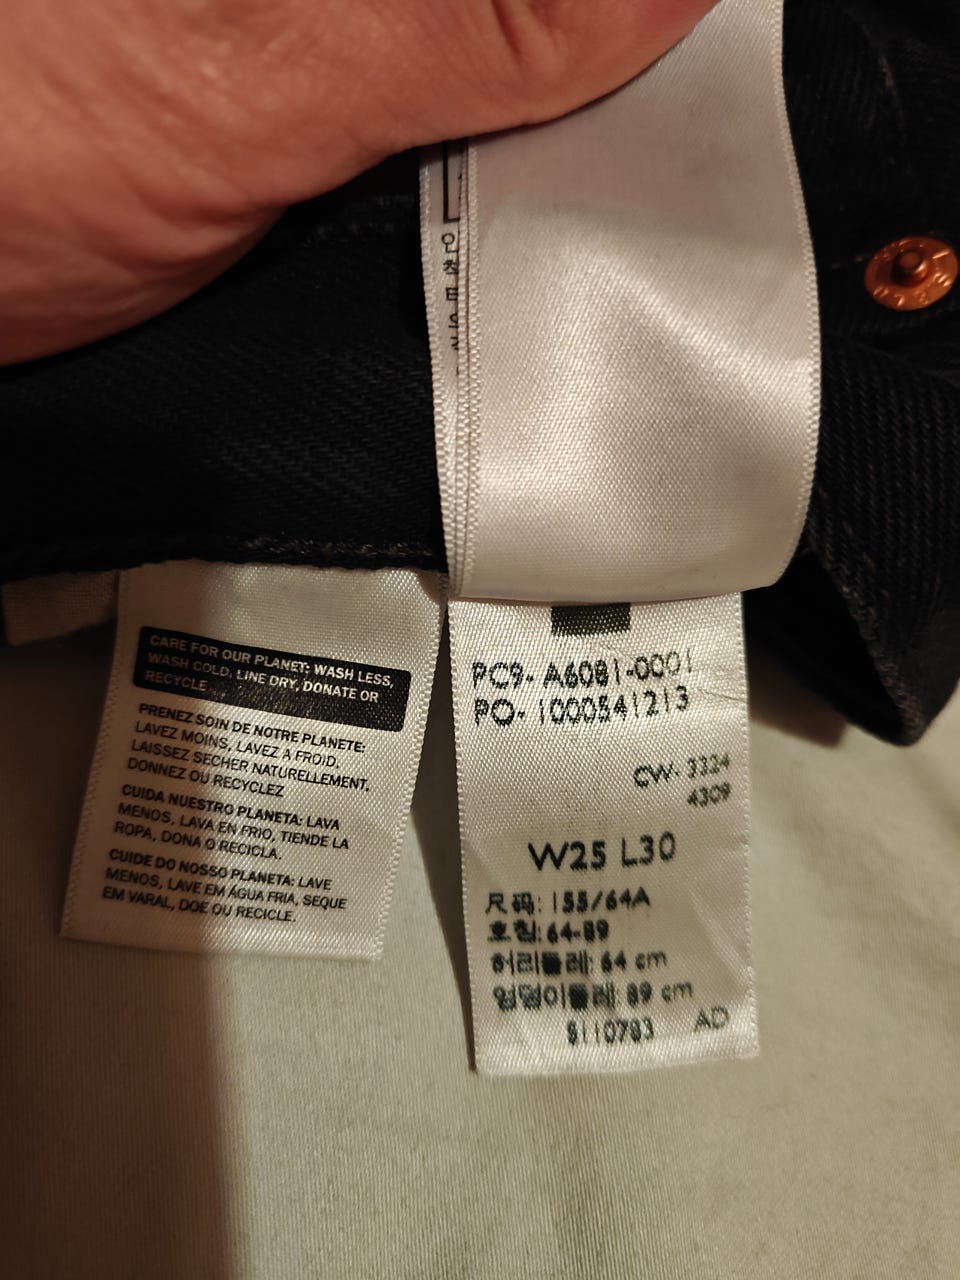 CARE FOR OUR PLANET: WASH LESS,
WASH COLD, LINE DRY, DONATE OR
RECYCLE
PRENEZ SOIN DE NOTRE PLANETE:
LAVEZ MOINS, LAVEZ A FROID,
LAISSEZ SECHER NATURELLEMENT,
DONNEZ OU RECYCLEZ
CUIDA NUESTRO PLANETA: LAVA
MENOS, LAVA EN FRIO, TIENDE LA
ROPA, DONA O RECICLA.
CUIDE DO NOSSO PLANETA: LAVE
MENOS, LAVE EM ÁGUA FRIA, SEQUE
EM VARAL, DOE OU RECICLE.
PC9- A6081-0001
PO- 1000541213
CW- 3324
4309
W25 L30
尺码: 155/64A
호칭: 64-89
허리둘레: 64 cm
엉덩이둘레: 89 cm
AD